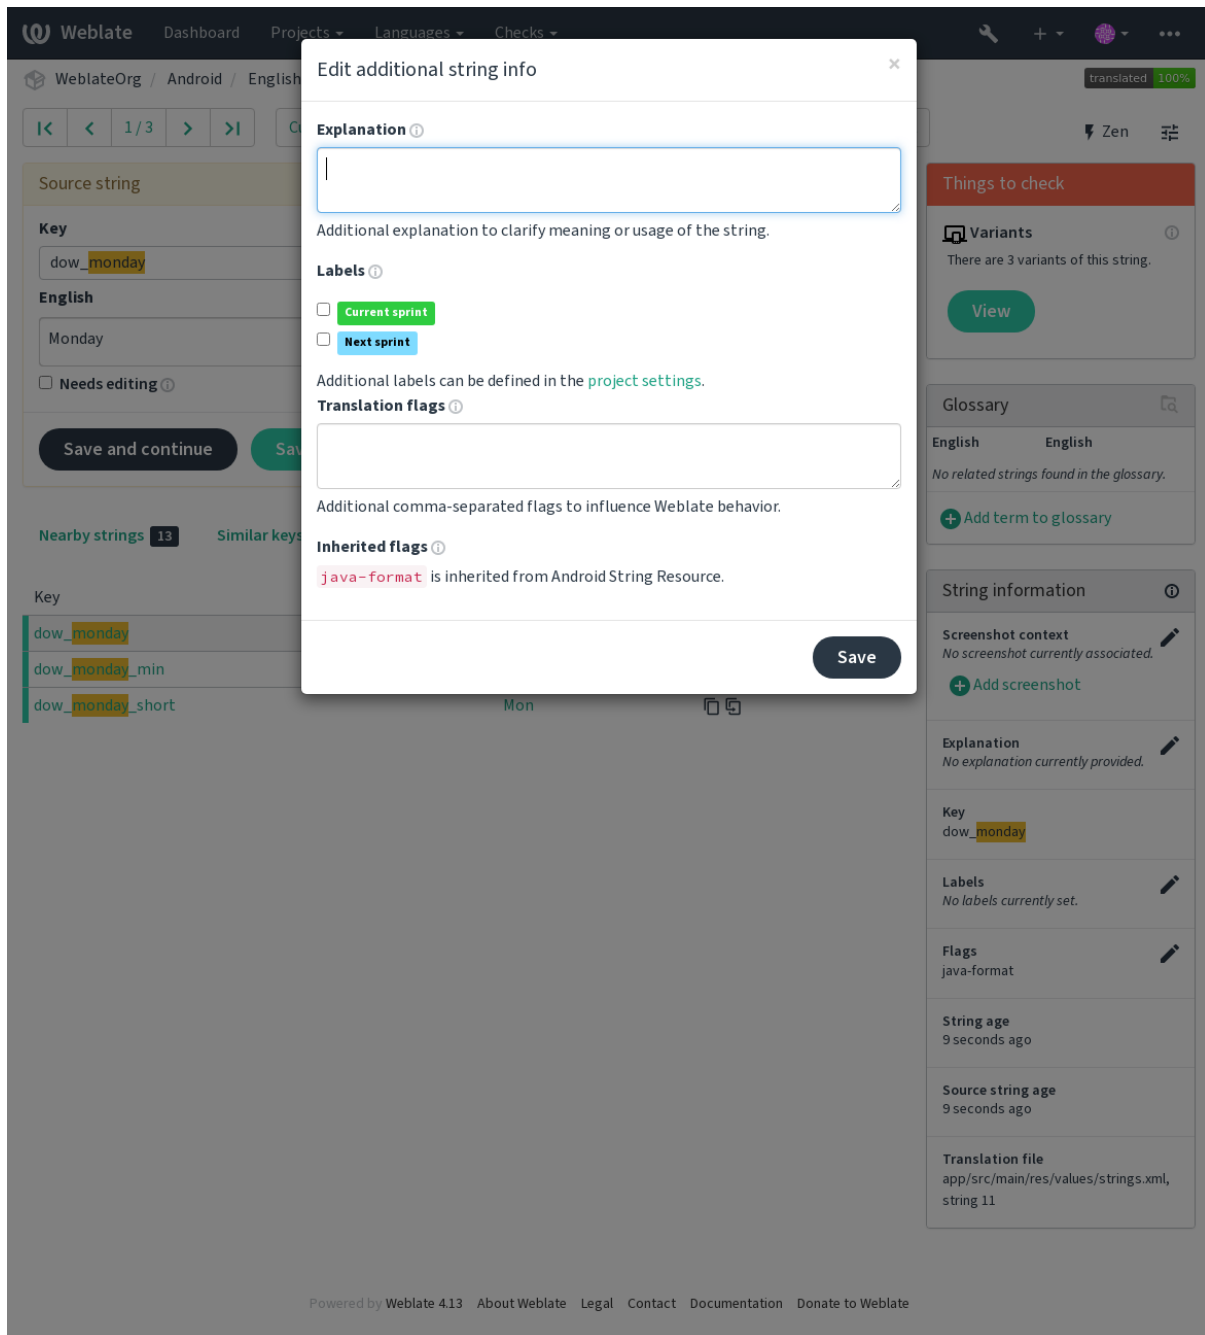 Weblate Dashboard Projects Languages Checks
WeblateOrg / Android / English
translated 100%
1 / 3
Zen
Edit additional string info
×
Explanation
Additional explanation to clarify meaning or usage of the string.
Labels
Current sprint
Next sprint
Additional labels can be defined in the project settings.
Translation flags
Additional comma-separated flags to influence Weblate behavior.
Inherited flags
java-format is inherited from Android String Resource.
Save
Source string
Key
dow_monday
English
Monday
Needs editing
Save and continue
Nearby strings 13 Similar keys
Key
dow_monday
dow_monday_min
dow_monday_short Mon
Things to check
Variants
There are 3 variants of this string.
View
Glossary
English English
No related strings found in the glossary.
Add term to glossary
String information
Screenshot context
No screenshot currently associated.
Add screenshot
Explanation
No explanation currently provided.
Key
dow_monday
Labels
No labels currently set.
Flags
java-format
String age
9 seconds ago
Source string age
9 seconds ago
Translation file
app/src/main/res/values/strings.xml,
string 11
Powered by Weblate 4.13 About Weblate Legal Contact Documentation Donate to Weblate